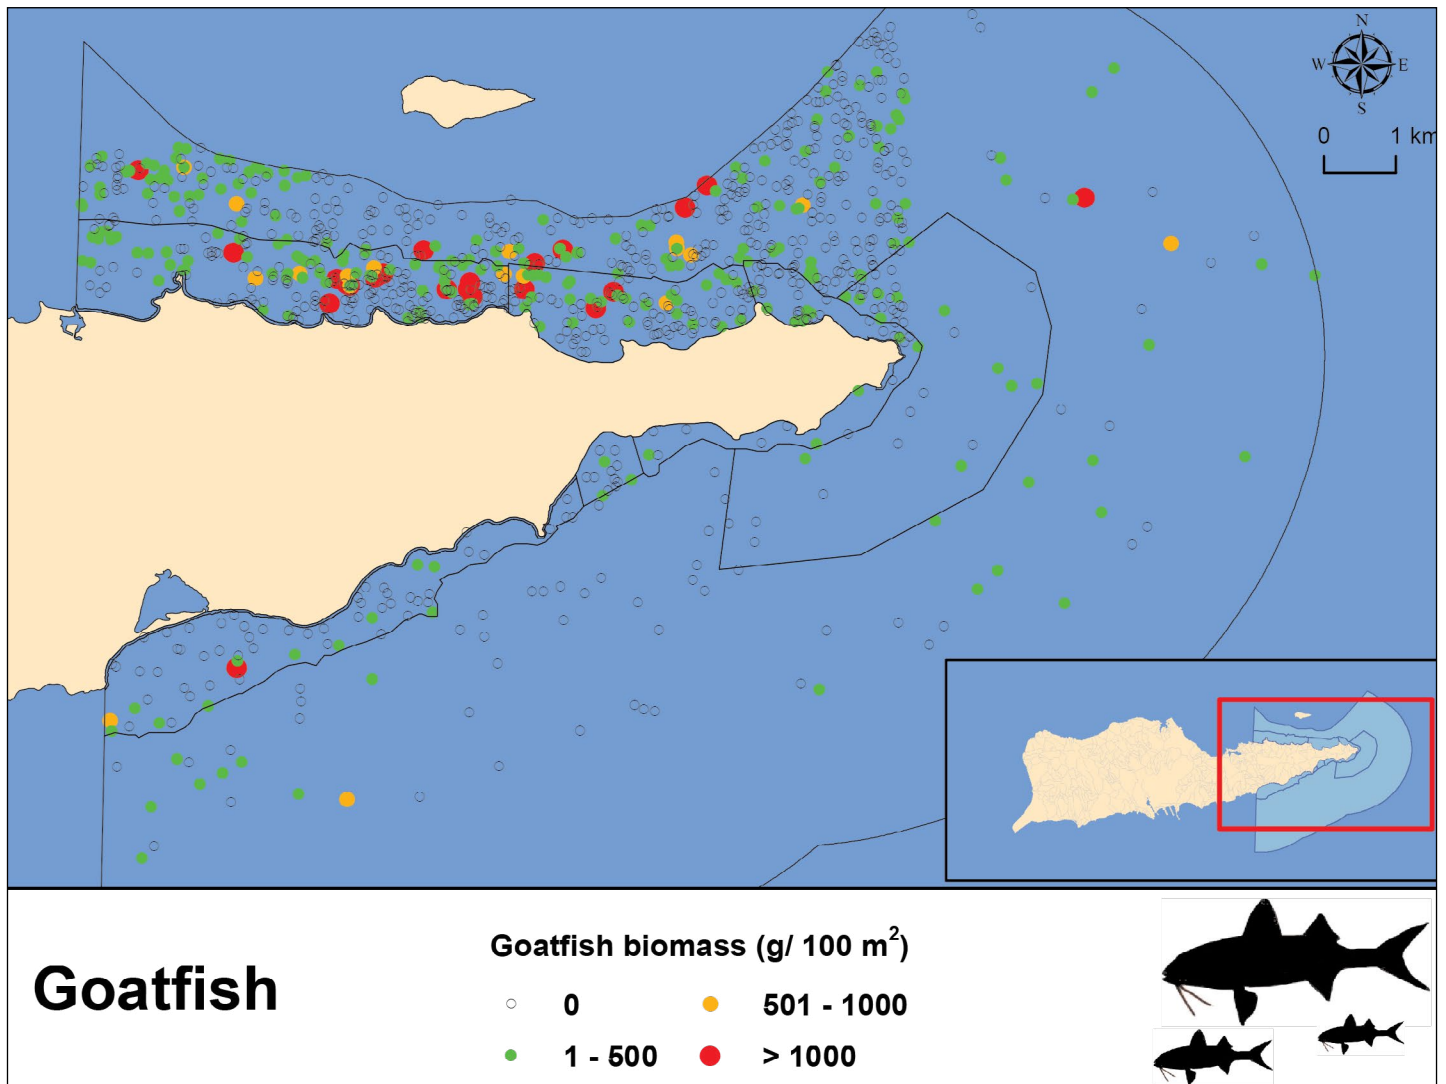 N
W E
S
0 1 km
Goatfish
Goatfish biomass (g/ 100 m²)
0 501 - 1000
1 - 500 > 1000